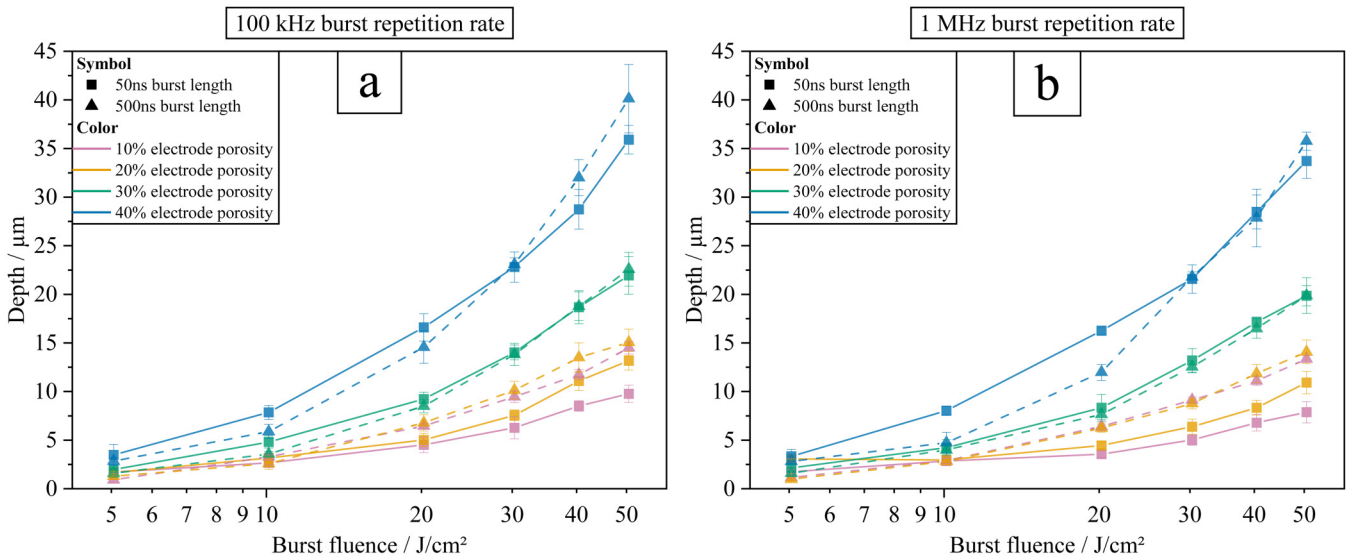 100 kHz burst repetition rate
45
40
35
30
25
20
15
10
5
0
Depth / µm
Symbol
50ns burst length
500ns burst length
Color
10% electrode porosity
20% electrode porosity
30% electrode porosity
40% electrode porosity
a
5 6 7 8 9 10 20 30 40 50
Burst fluence / J/cm²
1 MHz burst repetition rate
45
40
35
30
25
20
15
10
5
0
Depth / µm
Symbol
50ns burst length
500ns burst length
Color
10% electrode porosity
20% electrode porosity
30% electrode porosity
40% electrode porosity
b
5 6 7 8 9 10 20 30 40 50
Burst fluence / J/cm²